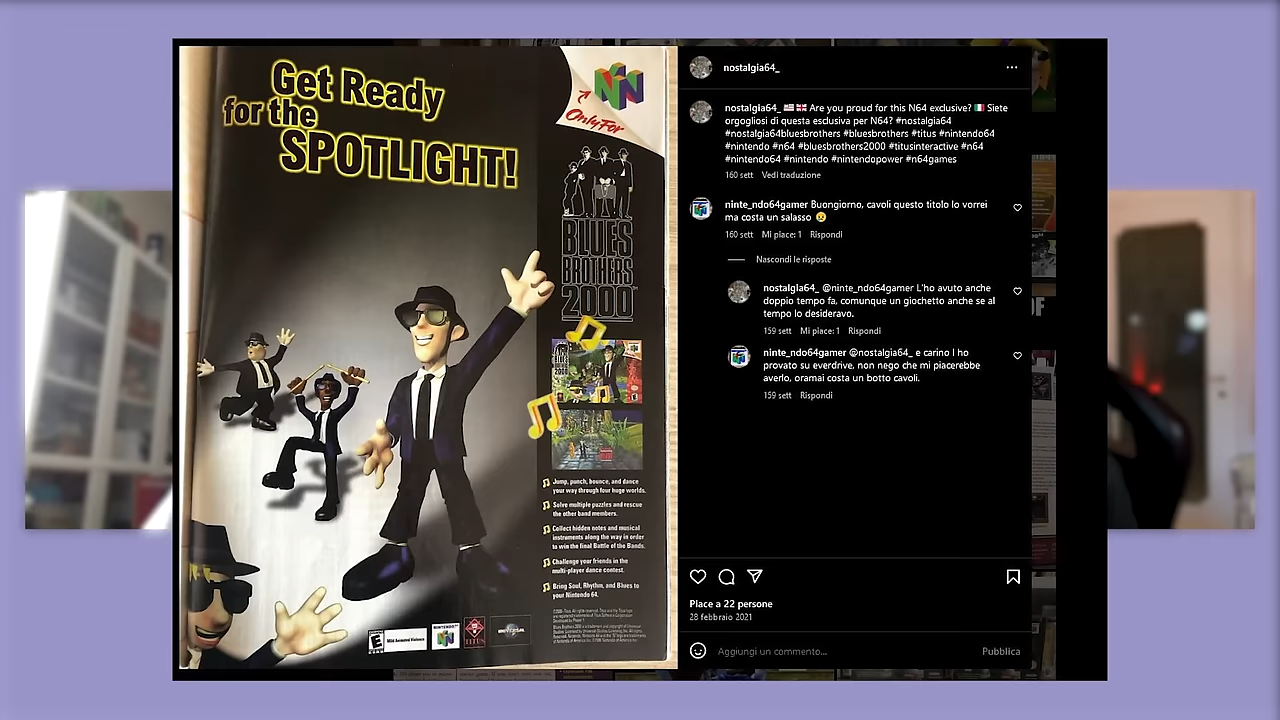 Get Ready
for the
SPOTLIGHT!
Only For
BLUES
BROTHERS
2000
Jump, punch, bounce, and dance
your way through four huge worlds.
Solve multiple puzzles and rescue
the other band members.
Collect hidden notes and musical
instruments along the way in order
to win the final Battle of the Bands.
Challenge your friends in the
multi-player dance contest.
Bring Soul, Rhythm, and Blues to
your Nintendo 64.
Mild Animated Violence
TITUS
UNIVERSAL
nostalgia64_
nostalgia64_ 🇺🇸🇬🇧 Are you proud for this N64 exclusive? 🇮🇹 Siete
orgogliosi di questa esclusiva per N64? #nostalgia64
#nostalgia64bluesbrothers #bluesbrothers #titus #nintendo64
#nintendo #n64 #bluesbrothers2000 #titusinteractive #n64
#nintendo64 #nintendo #nintendopower #n64games
160 sett Vedi traduzione
ninte_ndo64gamer Buongiorno, cavoli questo titolo lo vorrei
ma costa un salasso 😢
160 sett Mi piace: 1 Rispondi
Nascondi le risposte
nostalgia64_ @ninte_ndo64gamer L'ho avuto anche
doppio tempo fa, comunque un giochetto anche se al
tempo lo desideravo.
159 sett Mi piace: 1 Rispondi
ninte_ndo64gamer @nostalgia64_ e carino l ho
provato su everdrive, non nego che mi piacerebbe
averlo, oramai costa un botto cavoli.
159 sett Rispondi
Piace a 22 persone
28 febbraio 2021
Aggiungi un commento... Pubblica